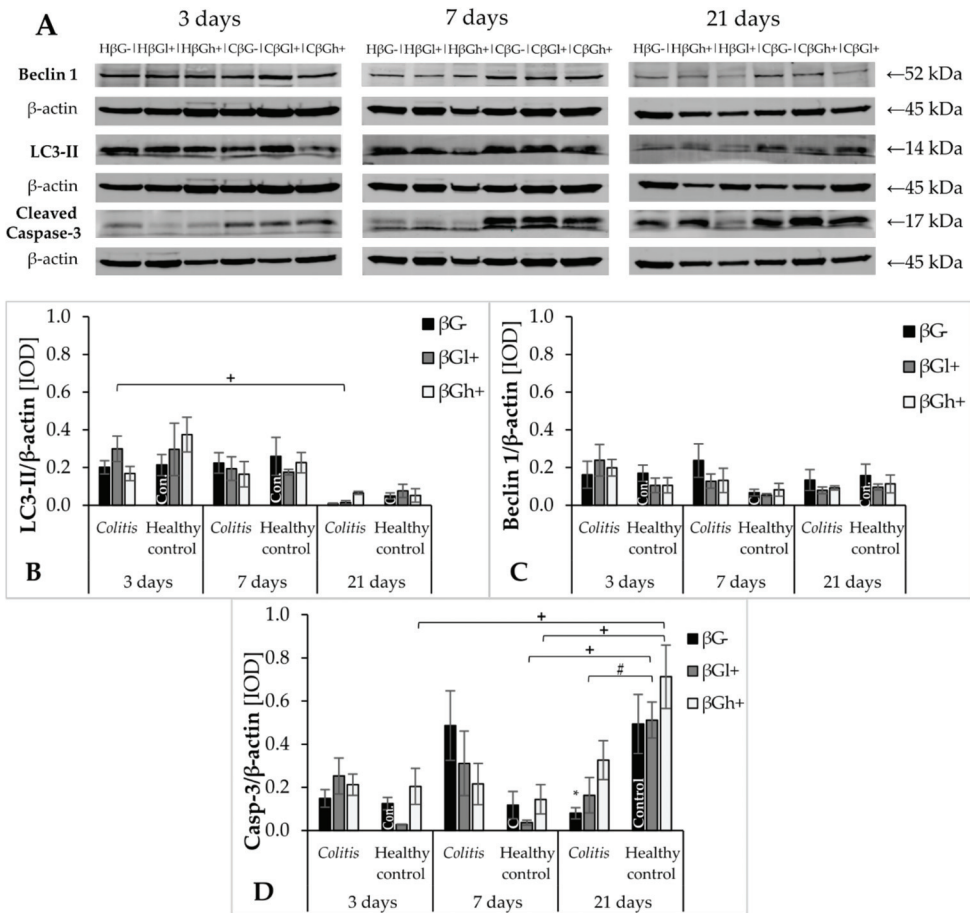 A
3 days
7 days
21 days
HβG-|HβGl+|HβGh+|CβG-|CβGl+|CβGh+
HβG-|HβGl+|HβGh+|CβG-|CβGl+|CβGh+
HβG-|HβGh+|HβGl+|CβG-|CβGh+|CβGl+
Beclin 1
←52 kDa
β-actin
←45 kDa
LC3-II
←14 kDa
β-actin
←45 kDa
Cleaved
Caspase-3
←17 kDa
β-actin
←45 kDa
LC3-II/β-actin [IOD]
1.0
0.8
0.6
0.4
0.2
0.0
+
βG-
βGl+
βGh+
Con-
Con-
C
Colitis
Healthy
control
Colitis
Healthy
control
Colitis
Healthy
control
3 days
7 days
21 days
B
Beclin 1/β-actin [IOD]
1.0
0.8
0.6
0.4
0.2
0.0
βG-
βGl+
βGh+
Con-
C
Con-
Colitis
Healthy
control
Colitis
Healthy
control
Colitis
Healthy
control
3 days
7 days
21 days
C
Casp-3/β-actin [IOD]
1.0
0.8
0.6
0.4
0.2
0.0
+
+
+
#
*
βG-
βGl+
βGh+
Con-
C
Control
Colitis
Healthy
control
Colitis
Healthy
control
Colitis
Healthy
control
3 days
7 days
21 days
D